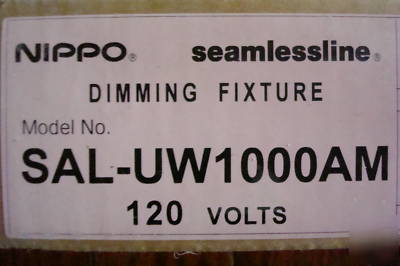 NIPPO® seamlessline®
DIMMING FIXTURE
Model No.
SAL-UW1000AM
120 VOLTS